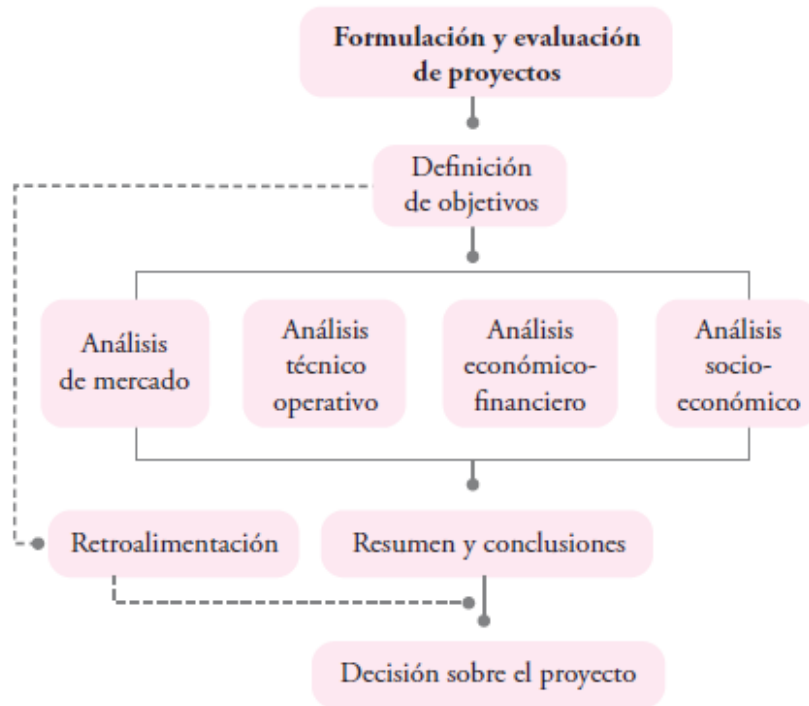 Formulación y evaluación
de proyectos
Definición
de objetivos
Análisis
de mercado
Análisis
técnico
operativo
Análisis
económico-
financiero
Análisis
socio-
económico
Retroalimentación
Resumen y conclusiones
Decisión sobre el proyecto